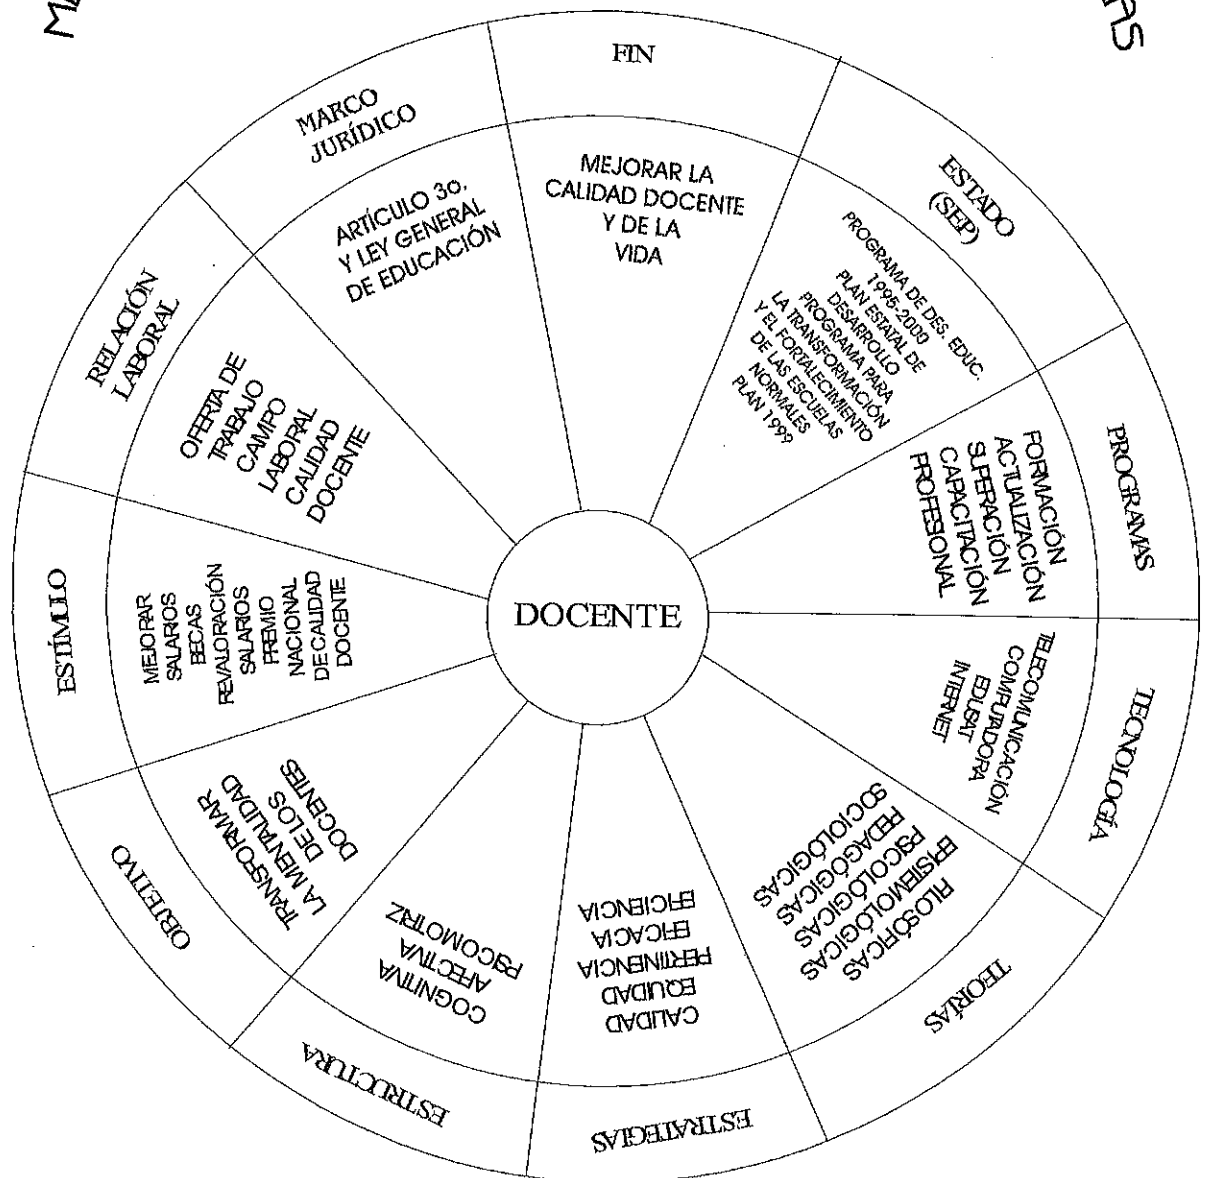 FIN
MEJORAR LA
CALIDAD DOCENTE
Y DE LA
VIDA
ESTADO
(SEP)
PROGRAMA DE DES. EDUC.
1995-2000
PLAN ESTATAL DE
DESARROLLO
PROGRAMA PARA
LA TRANSFORMACIÓN
Y EL FORTALECIMIENTO
DE LAS ESCUELAS
NORMALES
PLAN 1999
PROGRAMAS
FORMACIÓN
ACTUALIZACIÓN
SUPERACIÓN
CAPACITACIÓN
PROFESIONAL
TECNOLOGÍA
TELECOMUNICACIÓN
COMPUTADORA
EDUSAT
INTERNET
TEORÍAS
FILOSÓFICAS
EPISTEMOLÓGICAS
PSICOLÓGICAS
PEDAGÓGICAS
SOCIOLÓGICAS
ESTRATEGIAS
CALIDAD
EQUIDAD
PERTINENCIA
EFICACIA
EFICIENCIA
ESTRUCTURA
COGNITIVA
AFECTIVA
PSICOMOTRIZ
OBJETIVO
TRANSFORMAR
LA MENTALIDAD
DE LOS
DOCENTES
ESTÍMULO
MEJORAR
SALARIOS
BECAS
REVALORACIÓN
SALARIOS
PREMIO
NACIONAL
DE CALIDAD
DOCENTE
RELACIÓN
LABORAL
OFERTA DE
TRABAJO
CAMPO
LABORAL
CALIDAD
DOCENTE
MARCO
JURÍDICO
ARTÍCULO 3o.
Y LEY GENERAL
DE EDUCACIÓN
DOCENTE